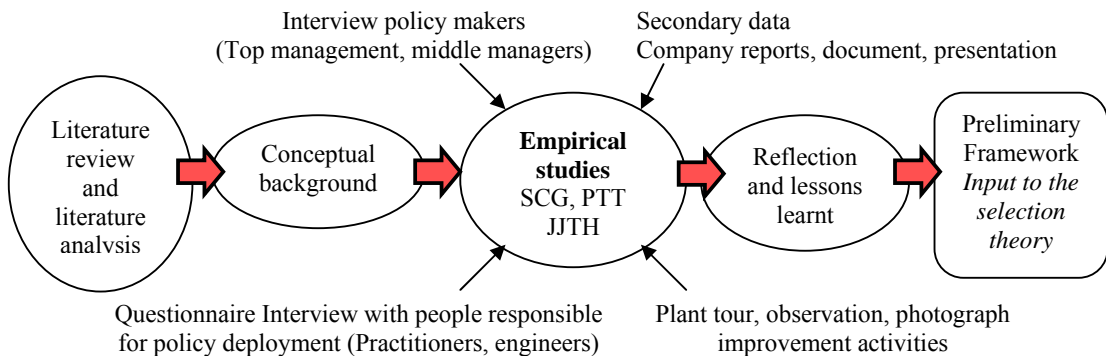 Interview policy makers
(Top management, middle managers)
Secondary data
Company reports, document, presentation
Literature
review
and
literature
analvsis
Conceptual
background
Empirical
studies
SCG, PTT
JJTH
Reflection
and lessons
learnt
Preliminary
Framework
Input to the
selection
theory
Questionnaire Interview with people responsible
for policy deployment (Practitioners, engineers)
Plant tour, observation, photograph
improvement activities